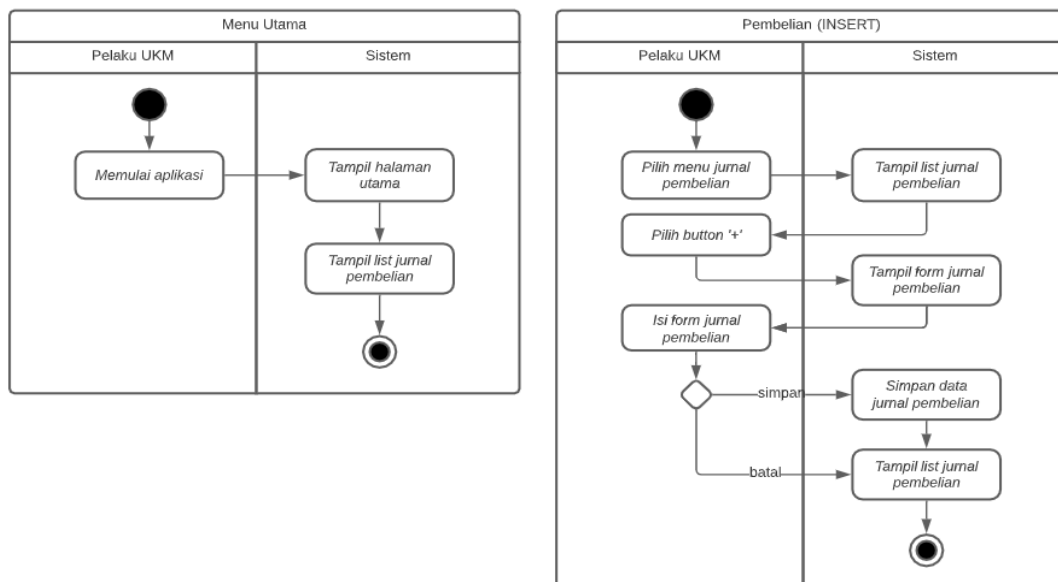 Menu Utama
Pelaku UKM
Sistem
Memulai aplikasi
Tampil halaman
utama
Tampil list jurnal
pembelian
Pembelian (INSERT)
Pelaku UKM
Sistem
Pilih menu jurnal
pembelian
Tampil list jurnal
pembelian
Pilih button '+'
Tampil form jurnal
pembelian
Isi form jurnal
pembelian
simpan
Simpan data
jurnal pembelian
batal
Tampil list jurnal
pembelian